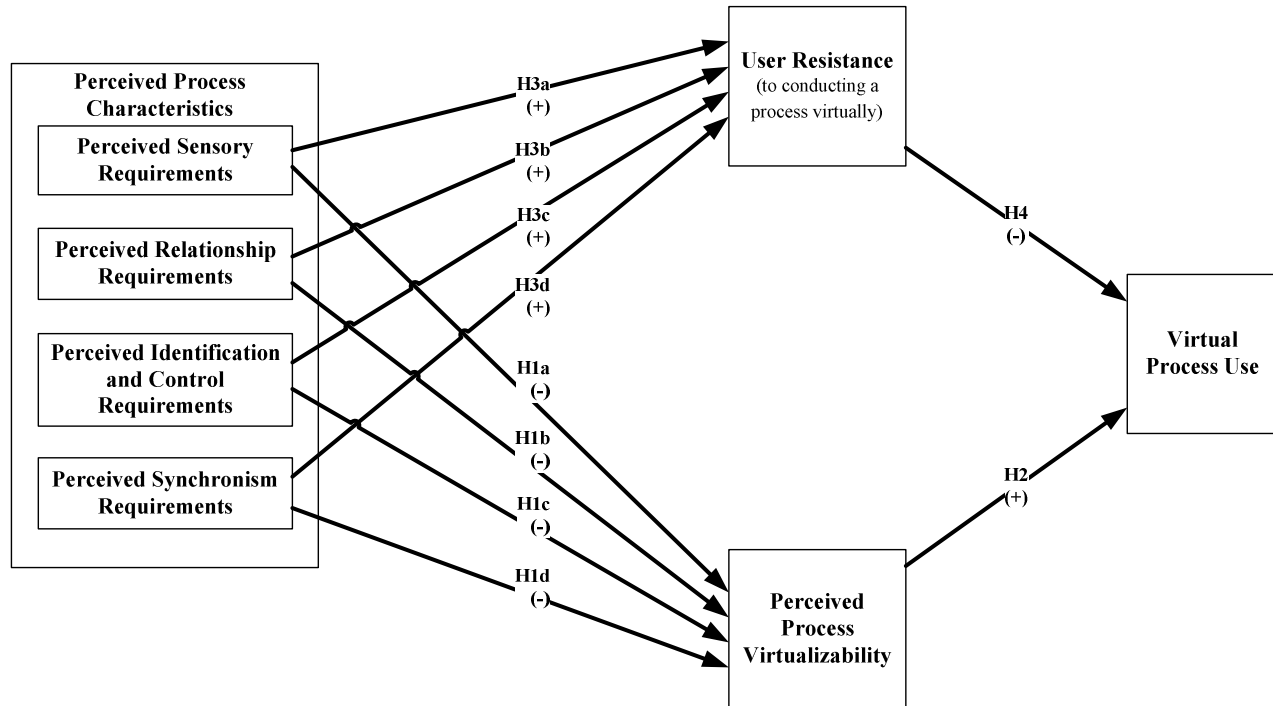 Perceived Process
Characteristics
Perceived Sensory
Requirements
Perceived Relationship
Requirements
Perceived Identification
and Control
Requirements
Perceived Synchronism
Requirements
H3a
(+)
H3b
(+)
H3c
(+)
H3d
(+)
H1a
(-)
H1b
(-)
H1c
(-)
H1d
(-)
User Resistance
(to conducting a
process virtually)
Perceived
Process
Virtualizability
H4
(-)
H2
(+)
Virtual
Process Use